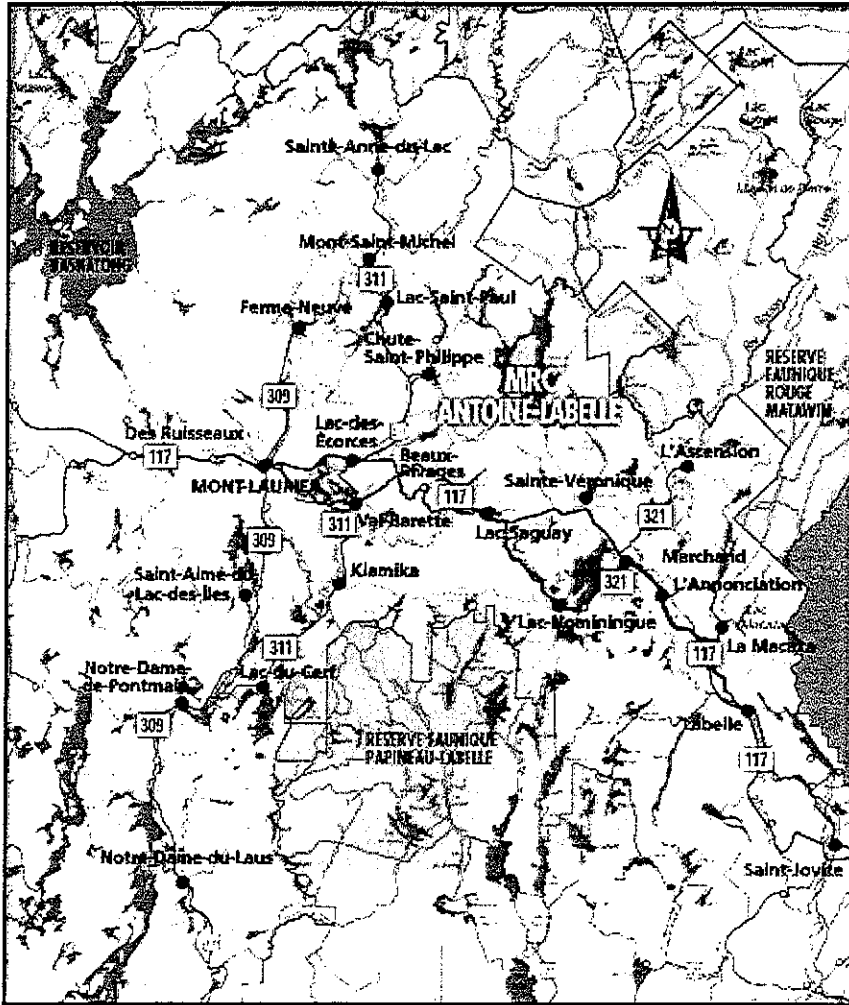 Sainte-Anne-du-Lac
RÉSERVOIR
BASKATONG
Mont-Saint-Michel
311
Lac-Saint-Paul
Ferme-Neuve
Chute-
Saint-Philippe
MRC
ANTOINE-LABELLE
RÉSERVE
FAUNIQUE
ROUGE
MATAWIN
309
Lac-des-
Écorces
Des Ruisseaux
117
Beaux-
Rivages
L'Ascension
MONT-LAURIER
Sainte-Véronique
117
311
Val-Barette
Lac-Saguay
321
309
Marchand
Kiamika
321
L'Annonciation
Saint-Aimé-du-
Lac-des-Îles
Lac-Nominingue
La Macaza
311
117
Notre-Dame-
de-Pontmain
Lac-du-Cerf
309
Labelle
RÉSERVE FAUNIQUE
PAPINEAU-LABELLE
117
Notre-Dame-du-Laus
Saint-Jovite